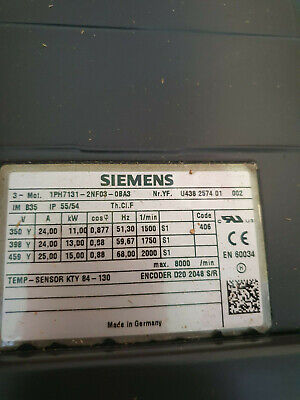 SIEMENS
3 - Mot. 1PH7131-2NF03-0BA3 Nr.YF. U438 2574 01 002
IM B35 IP 55/54 Th.Cl.F
V A kW cosφ Hz 1/min Code
350 Y 24,00 11,00 0,877 51,30 1500 S1 406
398 Y 24,00 13,00 0,88 59,67 1750 S1
459 Y 25,00 15,00 0,88 68,00 2000 S1
EN 60034
max. 8000 /min
TEMP-SENSOR KTY 84-130 ENCODER D20 2048 S/R
Made in Germany